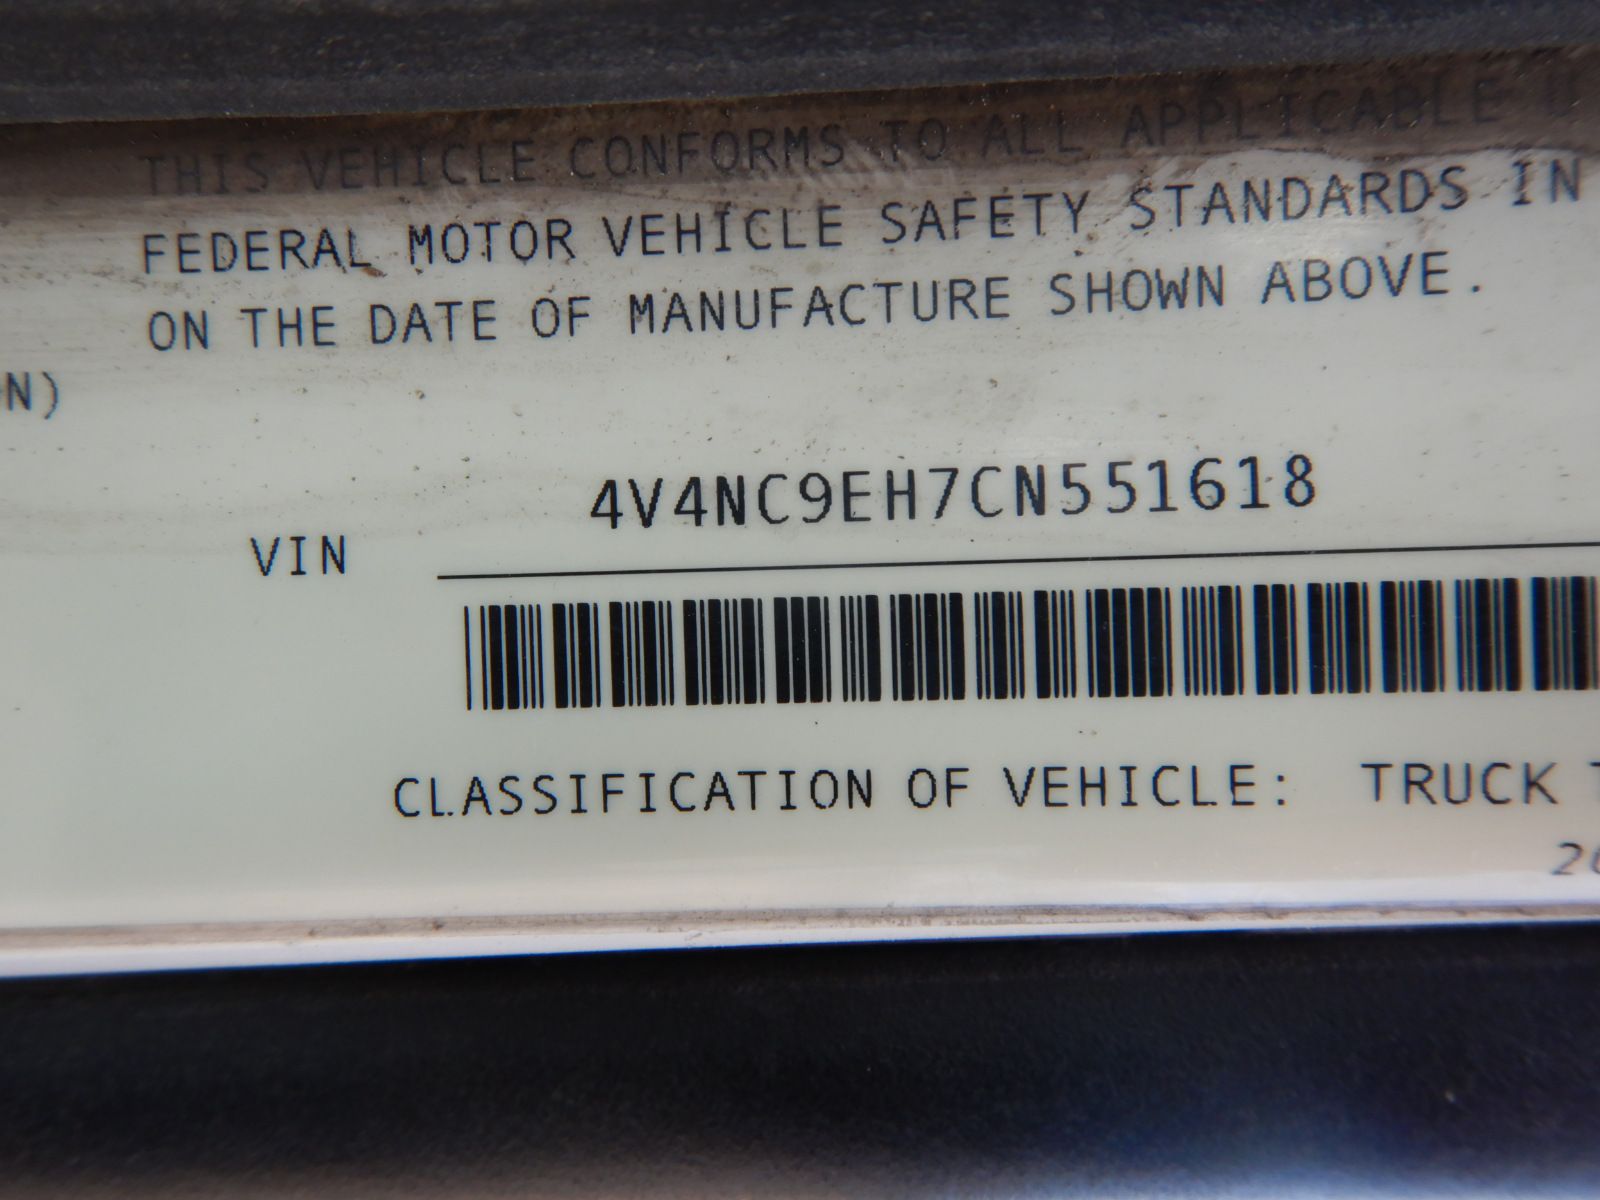 THIS VEHICLE CONFORMS TO ALL APPLICABLE U
FEDERAL MOTOR VEHICLE SAFETY STANDARDS IN
ON THE DATE OF MANUFACTURE SHOWN ABOVE.
N)
4V4NC9EH7CN551618
VIN
CLASSIFICATION OF VEHICLE: TRUCK T
20